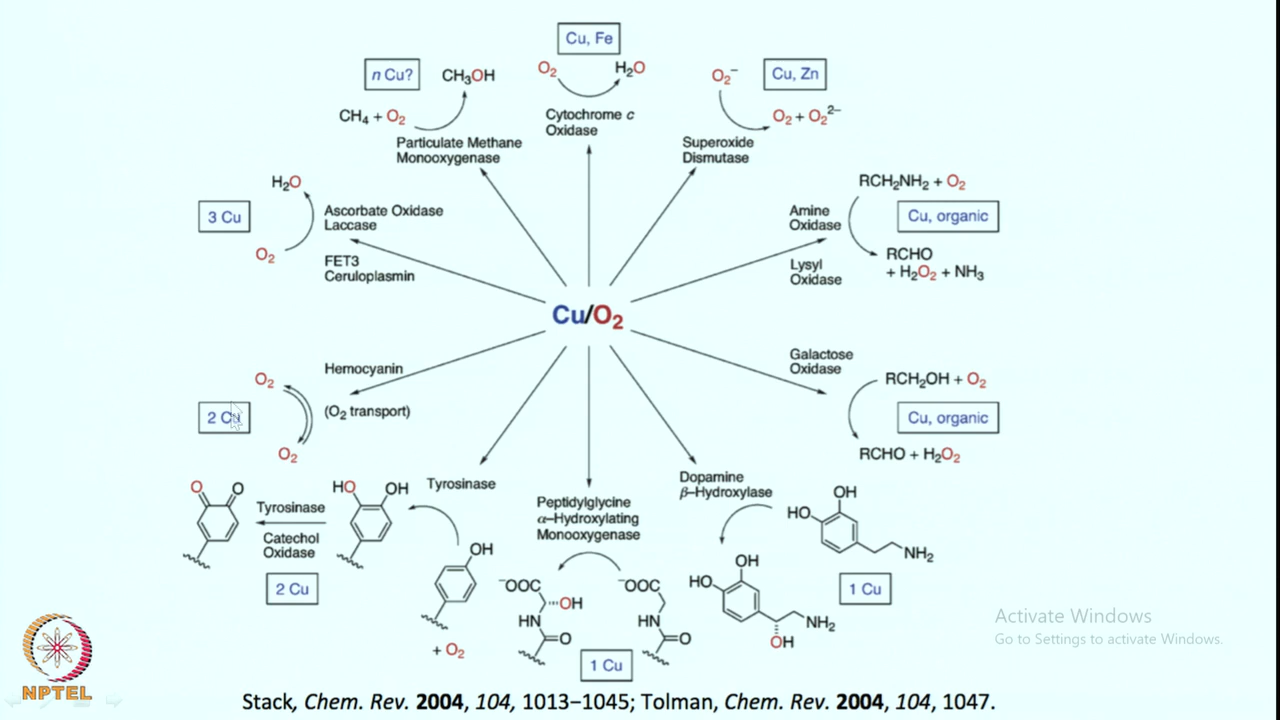 Cu, Fe
n Cu?
CH₃OH
O₂
H₂O
O₂⁻
Cu, Zn
CH₄ + O₂
Cytochrome c
Oxidase
O₂ + O₂²⁻
Particulate Methane
Monooxygenase
Superoxide
Dismutase
H₂O
RCH₂NH₂ + O₂
3 Cu
Ascorbate Oxidase
Laccase
Amine
Oxidase
Cu, organic
O₂
FET3
Ceruloplasmin
Lysyl
Oxidase
RCHO
+ H₂O₂ + NH₃
Cu/O₂
Hemocyanin
Galactose
Oxidase
O₂
RCH₂OH + O₂
2 Cu
(O₂ transport)
Cu, organic
O₂
RCHO + H₂O₂
O
O
Tyrosinase
Catechol
Oxidase
HO
OH
Tyrosinase
Peptidylglycine
α–Hydroxylating
Monooxygenase
Dopamine
β–Hydroxylase
OH
HO
NH₂
2 Cu
OH
+ O₂
⁻OOC
OH
HN
O
⁻OOC
HN
O
1 Cu
OH
HO
NH₂
OH
1 Cu
Activate Windows
Go to Settings to activate Windows.
NPTEL
Stack, Chem. Rev. 2004, 104, 1013−1045; Tolman, Chem. Rev. 2004, 104, 1047.